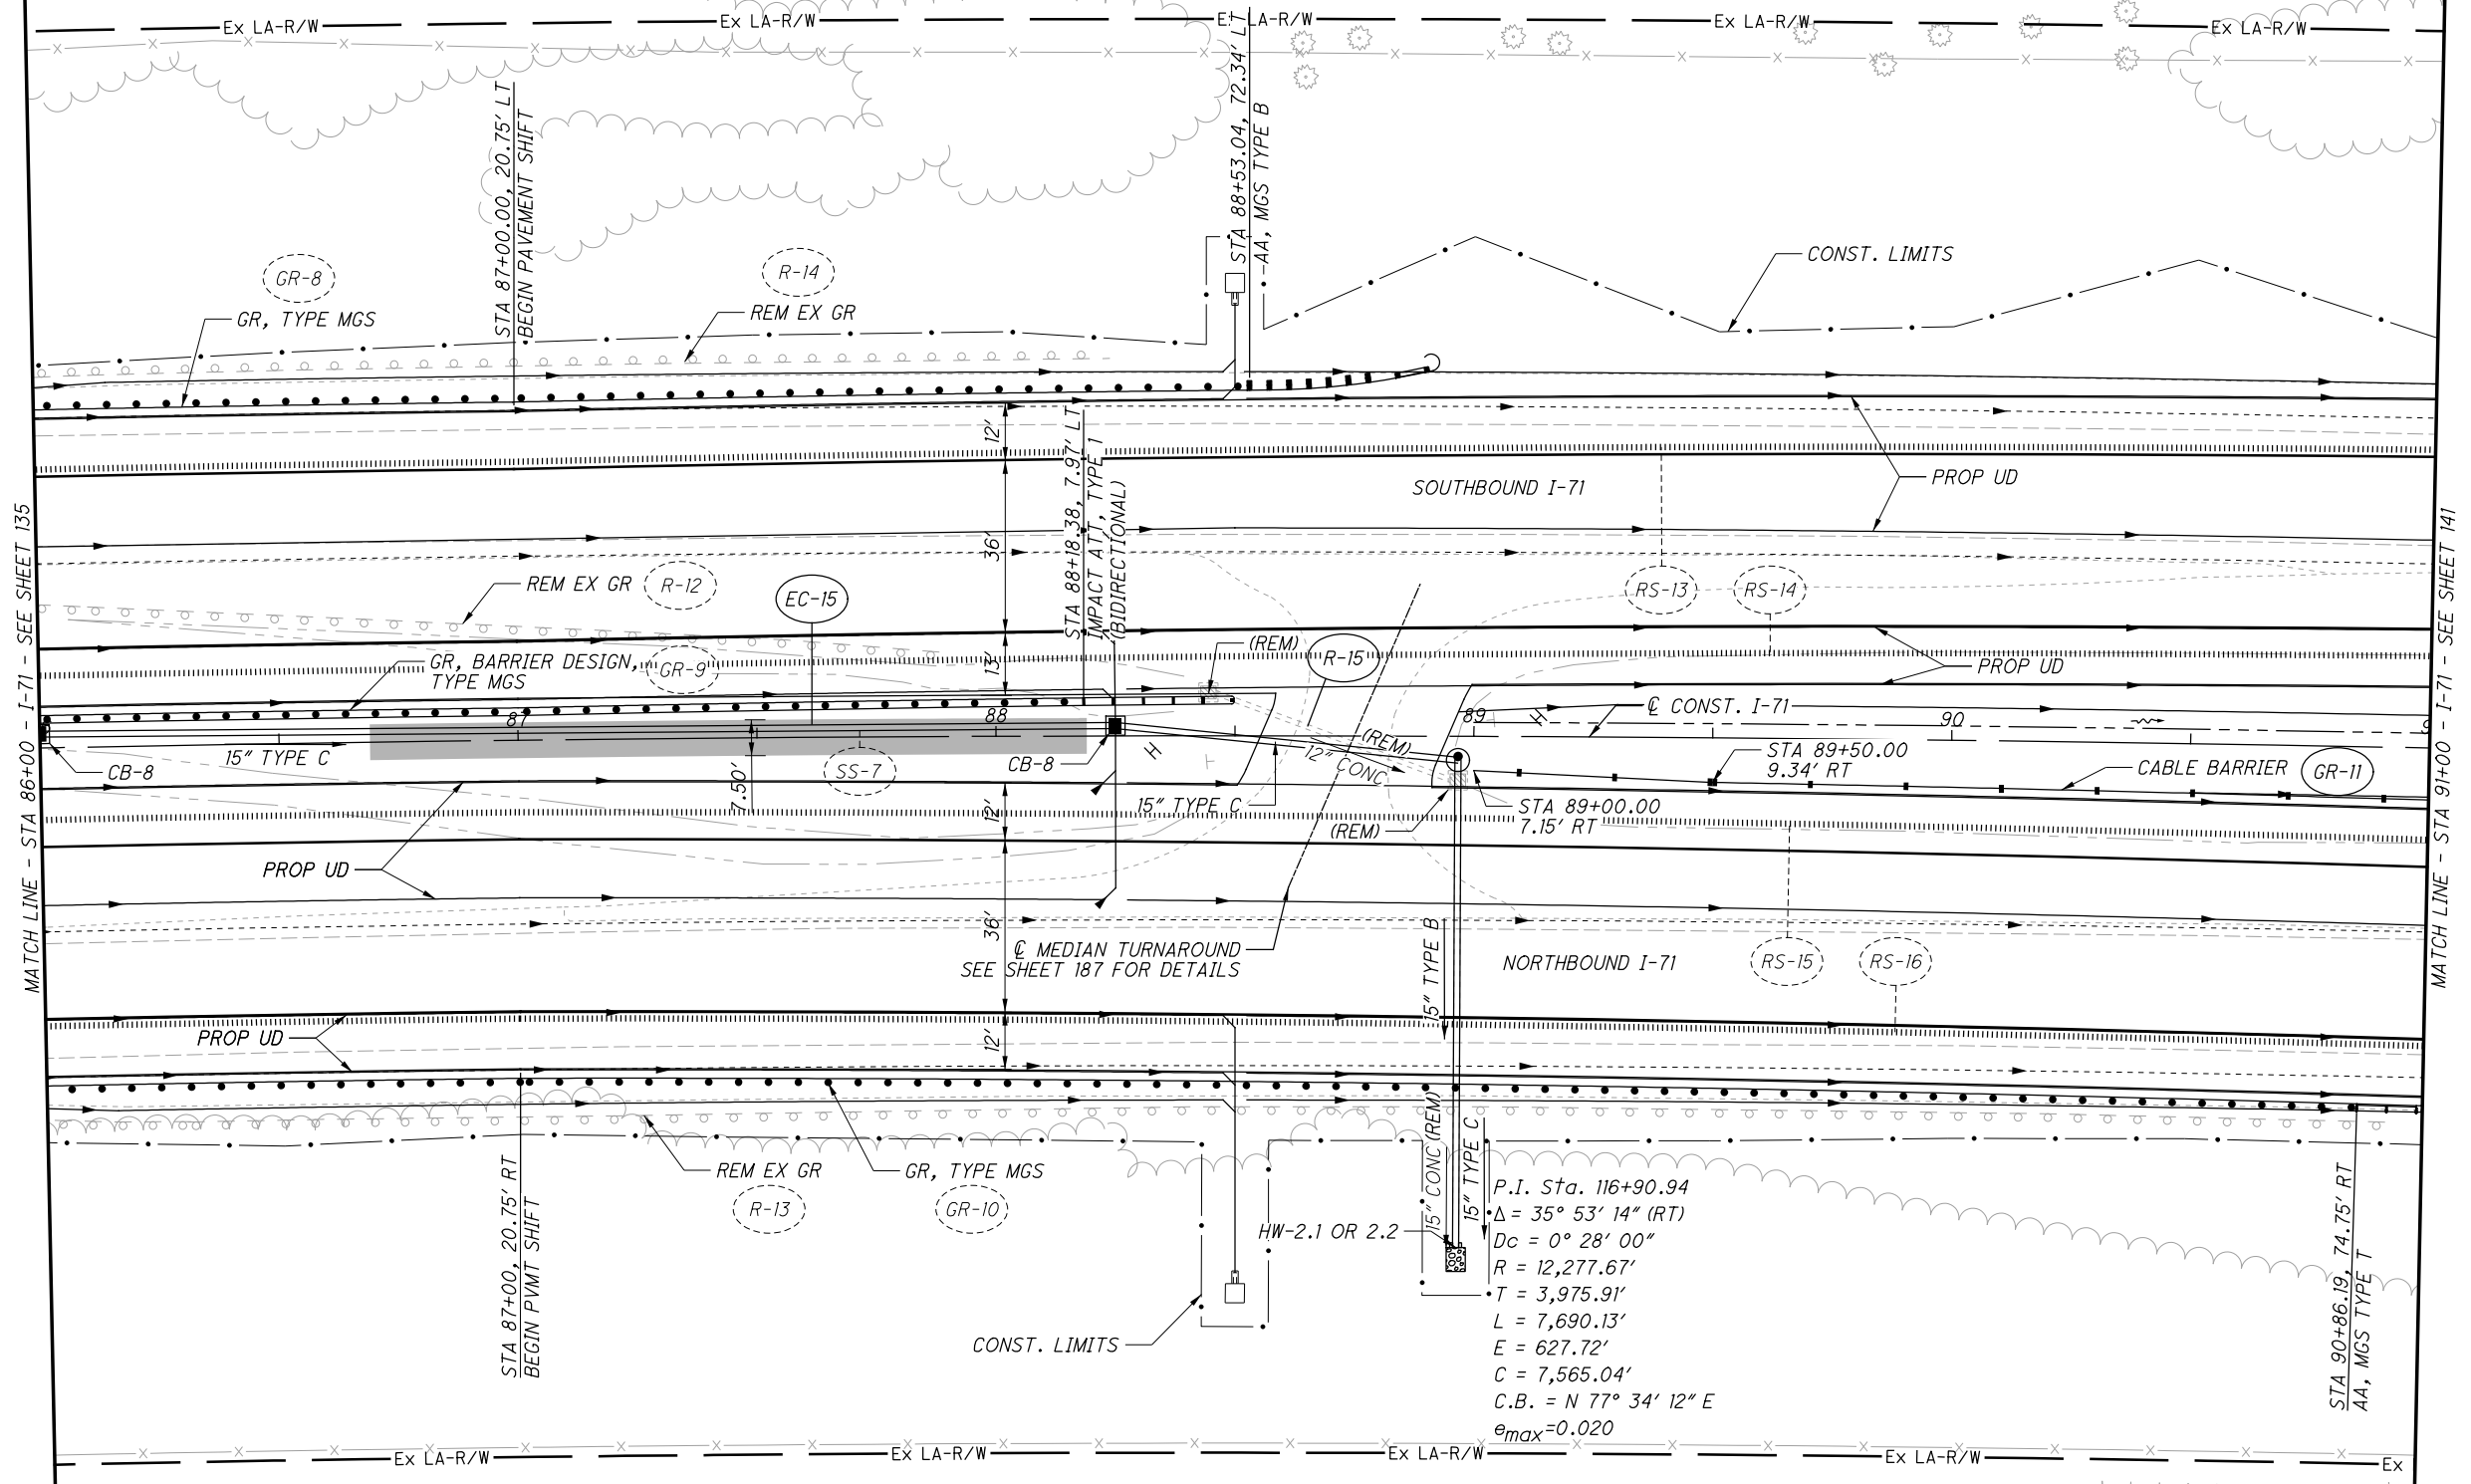 Ex LA-R/W
Ex LA-R/W
Ex LA-R/W
Ex LA-R/W
Ex LA-R/W
STA 87+00.00, 20.75' LT
BEGIN PAVEMENT SHIFT
STA 88+53.04, 72.34' LT
AA, MGS TYPE B
GR-8
GR, TYPE MGS
R-14
REM EX GR
CONST. LIMITS
12'
STA 88+18.38, 7.97' LT
IMPACT ATT, TYPE 1
(BIDIRECTIONAL)
SOUTHBOUND I-71
PROP UD
36'
MATCH LINE - STA 86+00 - I-71 - SEE SHEET 135
MATCH LINE - STA 91+00 - I-71 - SEE SHEET 141
REM EX GR
R-12
EC-15
RS-13
RS-14
GR, BARRIER DESIGN,
TYPE MGS
GR-9
13'
(REM)
R-15
PROP UD
87
88
89
90
9
H
℄ CONST. I-71
15" TYPE C
CB-8
7.50'
SS-7
CB-8
H
(REM)
12" CONC
STA 89+50.00
9.34' RT
CABLE BARRIER
GR-11
15" TYPE C
STA 89+00.00
7.15' RT
(REM)
12'
PROP UD
36'
℄ MEDIAN TURNAROUND
SEE SHEET 187 FOR DETAILS
15" TYPE B
NORTHBOUND I-71
RS-15
RS-16
PROP UD
12'
STA 87+00, 20.75' RT
BEGIN PVMT SHIFT
REM EX GR
R-13
GR, TYPE MGS
GR-10
15" CONC (REM)
15" TYPE C
HW-2.1 OR 2.2
CONST. LIMITS
P.I. Sta. 116+90.94
Δ = 35° 53' 14" (RT)
Dc = 0° 28' 00"
R = 12,277.67'
T = 3,975.91'
L = 7,690.13'
E = 627.72'
C = 7,565.04'
C.B. = N 77° 34' 12" E
emax=0.020
STA 90+86.19, 74.75' RT
AA, MGS TYPE T
Ex LA-R/W
Ex LA-R/W
Ex LA-R/W
Ex LA-R/W
Ex